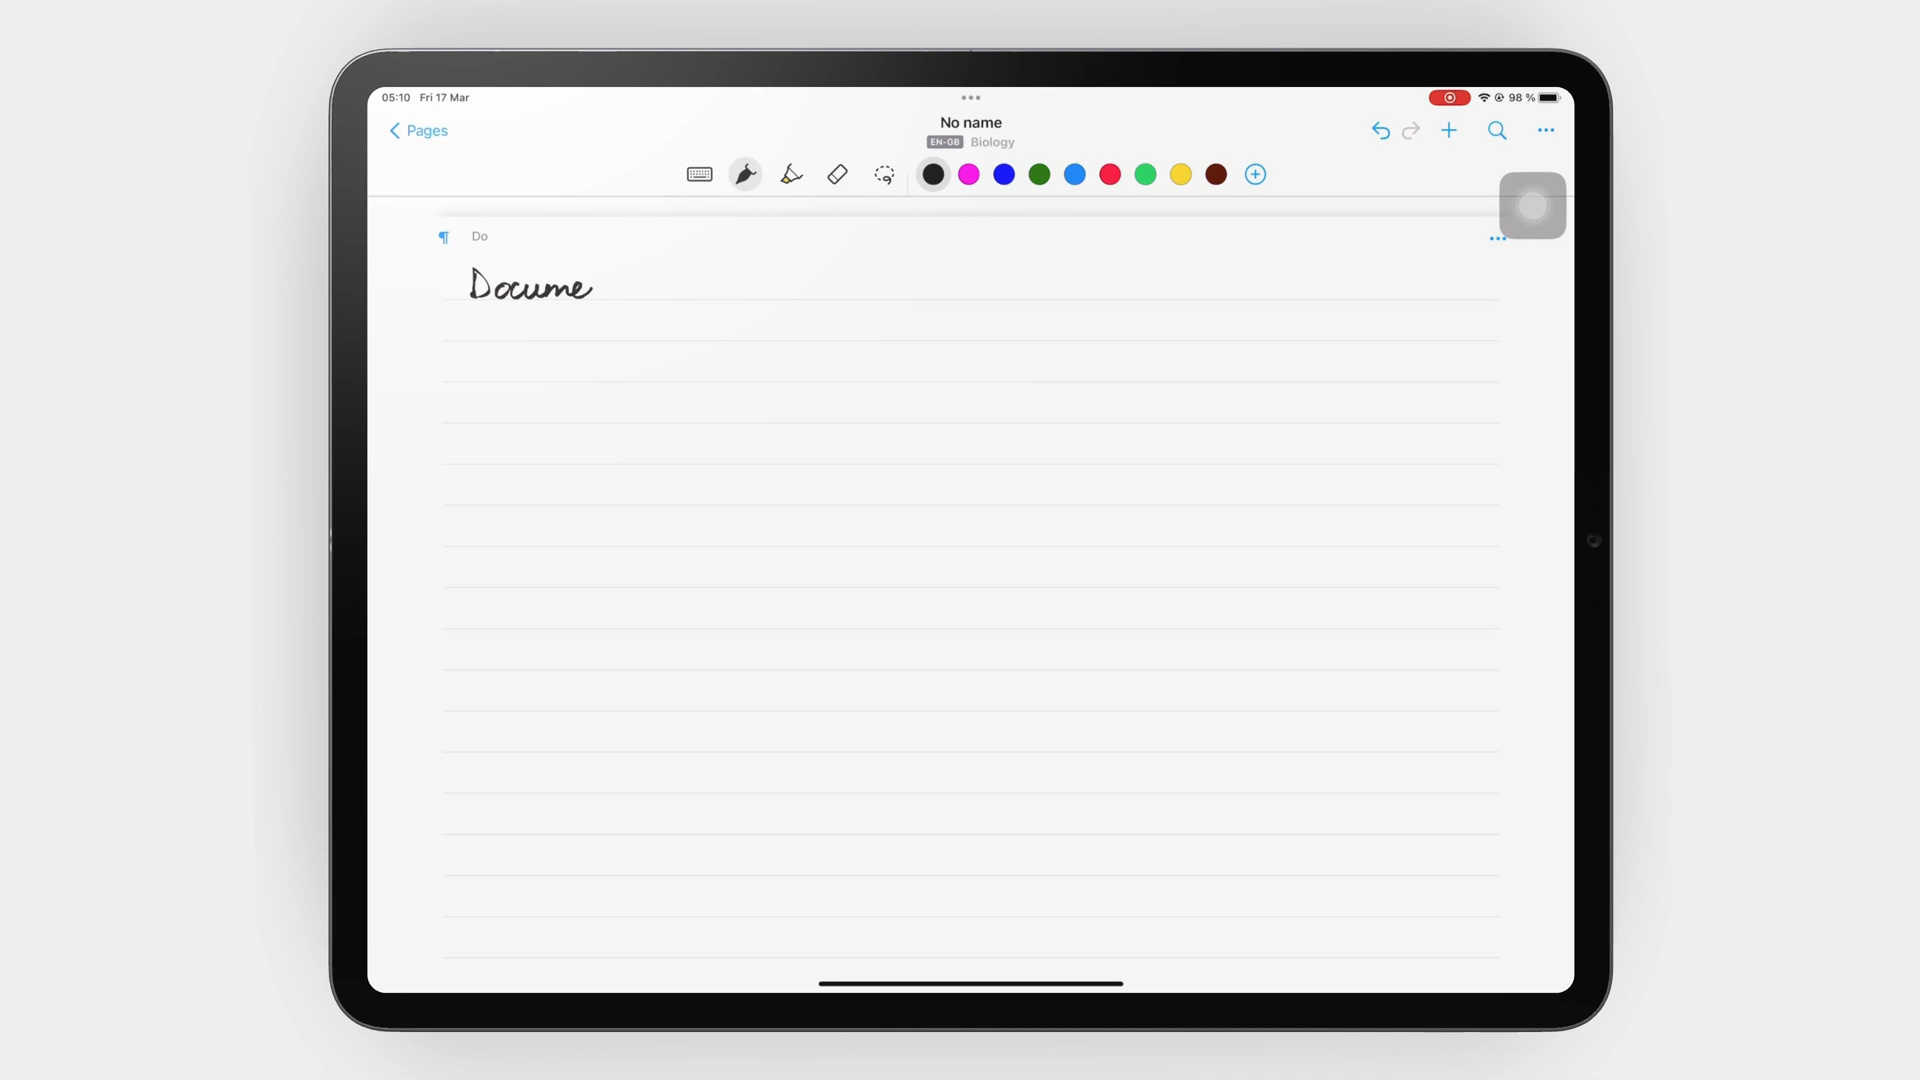 05:10 Fri 17 Mar 98 %
Pages
No name
EN-GB Biology
¶ Do
Docume